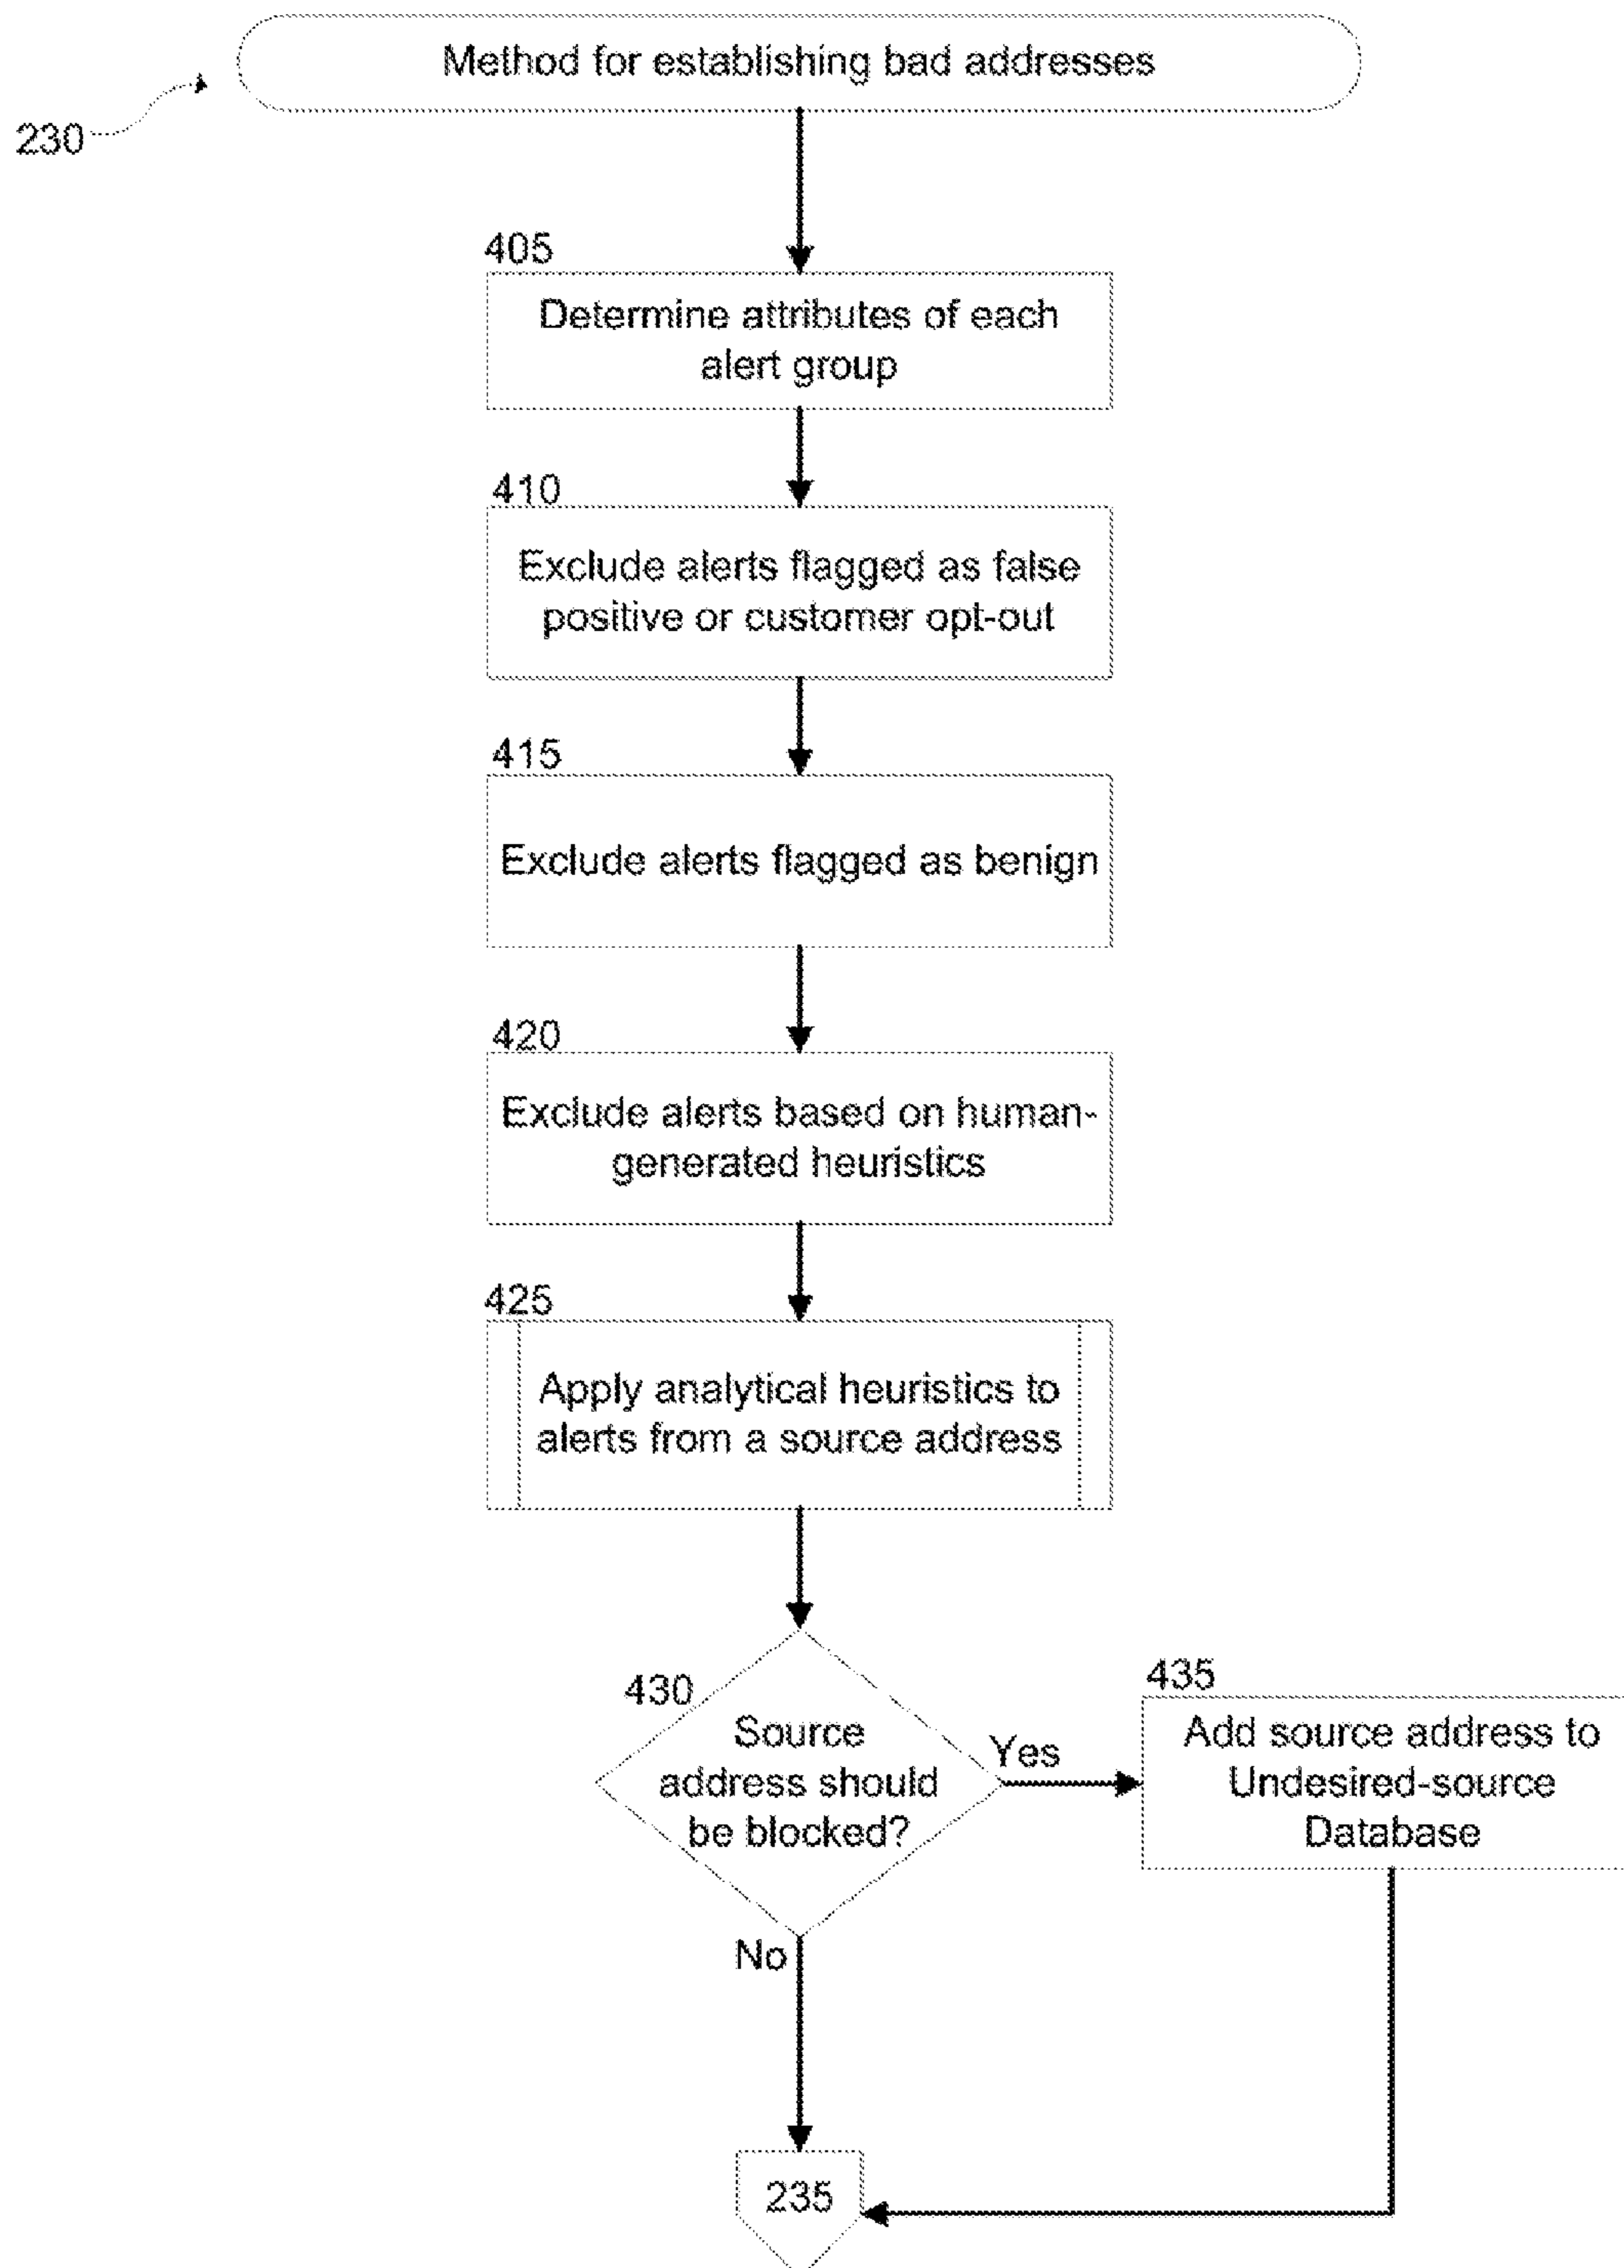 Method for establishing bad addresses
230
405
Determine attributes of each
alert group
410
Exclude alerts flagged as false
positive or customer opt-out
415
Exclude alerts flagged as benign
420
Exclude alerts based on human-
generated heuristics
425
Apply analytical heuristics to
alerts from a source address
430
Source
address should
be blocked?
Yes
435
Add source address to
Undesired-source
Database
No
235